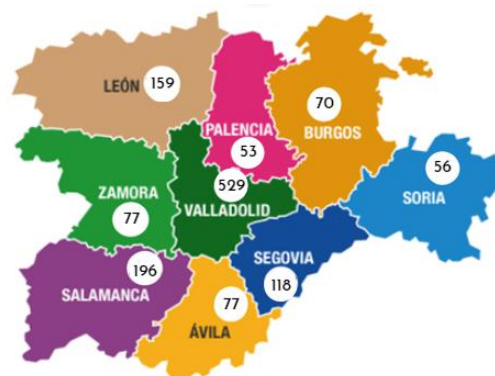 LEÓN 159
70
BURGOS
PALENCIA
53
56
SORIA
ZAMORA
77
529
VALLADOLID
SEGOVIA
118
196
SALAMANCA
77
ÁVILA